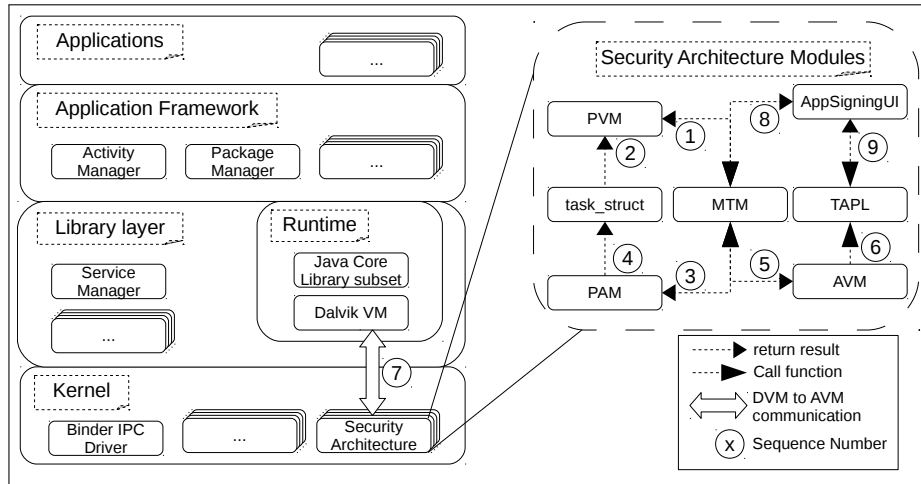 Applications
...
Application Framework
Activity
Manager
Package
Manager
...
Library layer
Service
Manager
...
Runtime
Java Core
Library subset
Dalvik VM
7
Kernel
Binder IPC
Driver
...
Security
Architecture
Security Architecture Modules
PVM
1
8
AppSigningUI
2
9
task_struct
MTM
TAPL
4
3
5
6
PAM
AVM
return result
Call function
DVM to AVM
communication
x
Sequence Number